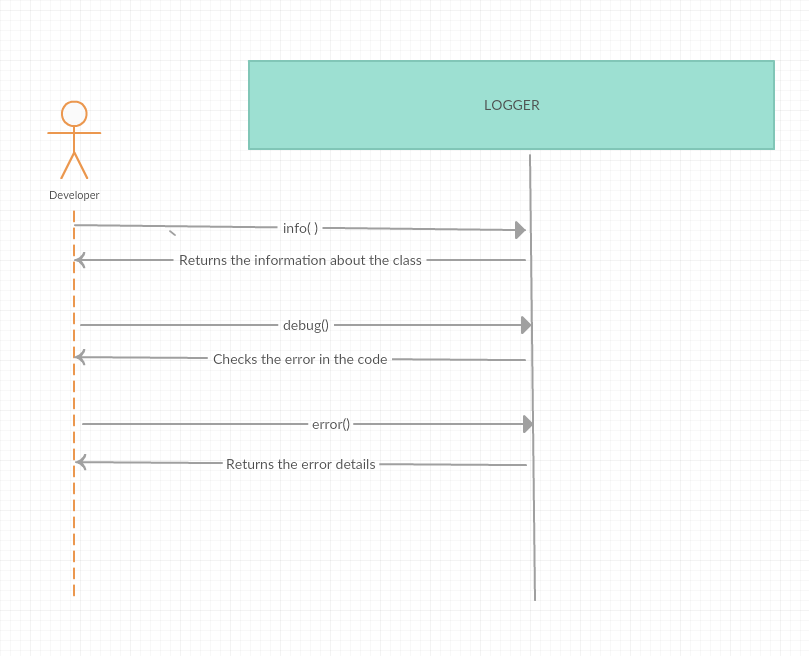 LOGGER
Developer
info( )
Returns the information about the class
debug()
Checks the error in the code
error()
Returns the error details